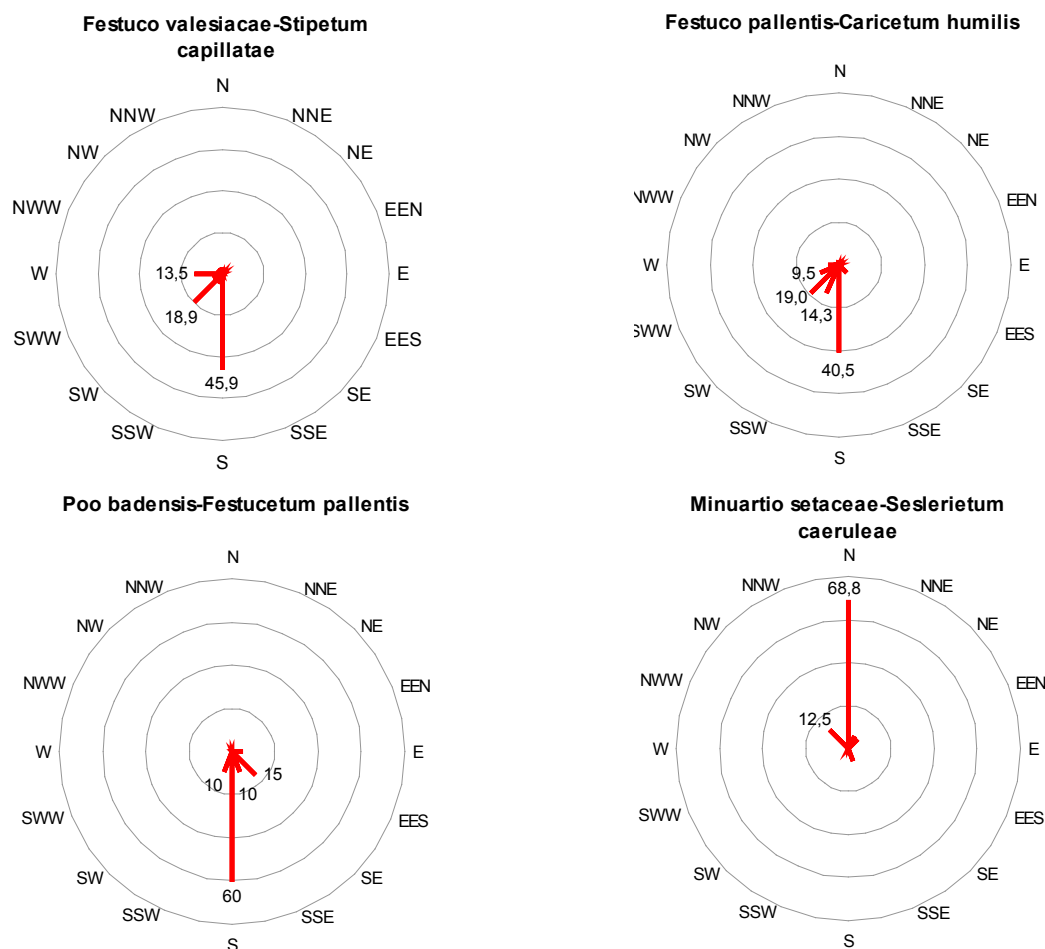 Festuco valesiacae-Stipetum
capillatae
N
NNW
NNE
NW
NE
NWW
EEN
W
13,5
E
18,9
SWW
EES
45,9
SW
SE
SSW
SSE
S
Festuco pallentis-Caricetum humilis
N
NNW
NNE
NW
NE
NWW
EEN
W
9,5
E
19,0
14,3
SWW
EES
40,5
SW
SE
SSW
SSE
S
Poo badensis-Festucetum pallentis
N
NNW
NNE
NW
NE
NWW
EEN
W
E
15
10
10
SWW
EES
SW
SE
60
SSW
SSE
S
Minuartio setaceae-Seslerietum
caeruleae
N
NNW
68,8
NNE
NW
NE
NWW
EEN
12,5
W
E
SWW
EES
SW
SE
SSW
SSE
S